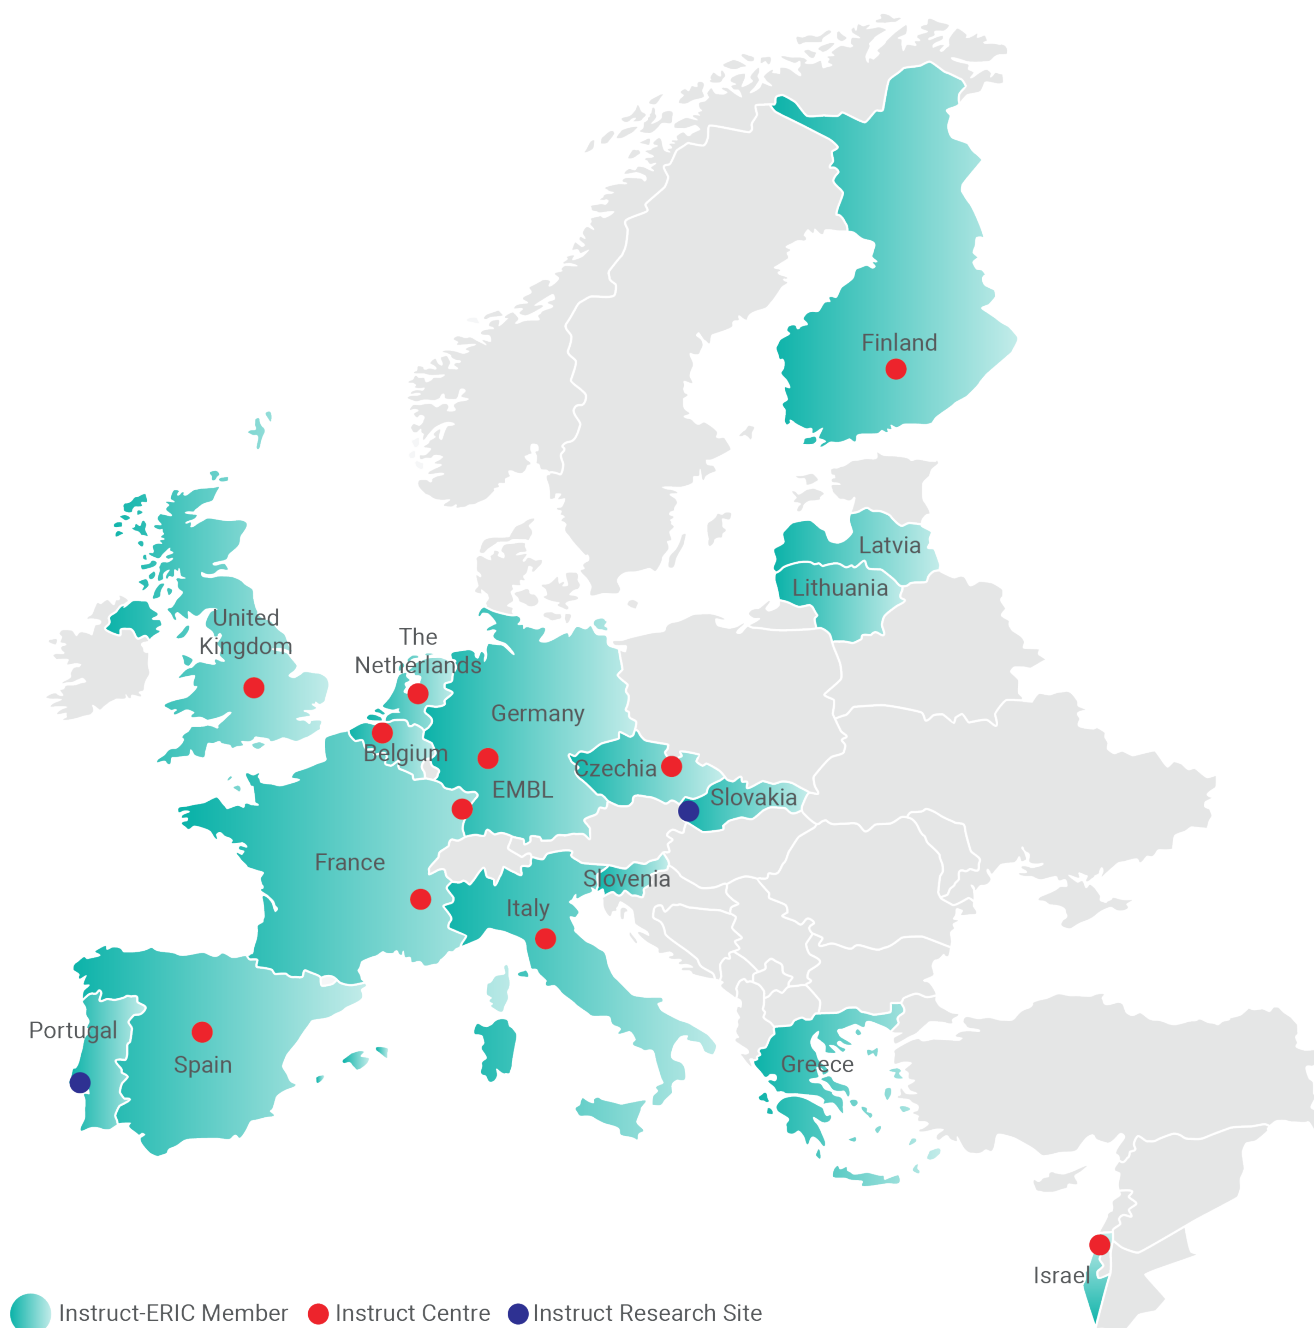 Finland
Latvia
Lithuania
United
Kingdom
The
Netherlands
Germany
Belgium
Czechia
EMBL
Slovakia
France
Slovenia
Italy
Portugal
Spain
Greece
Israel
Instruct-ERIC Member
Instruct Centre
Instruct Research Site